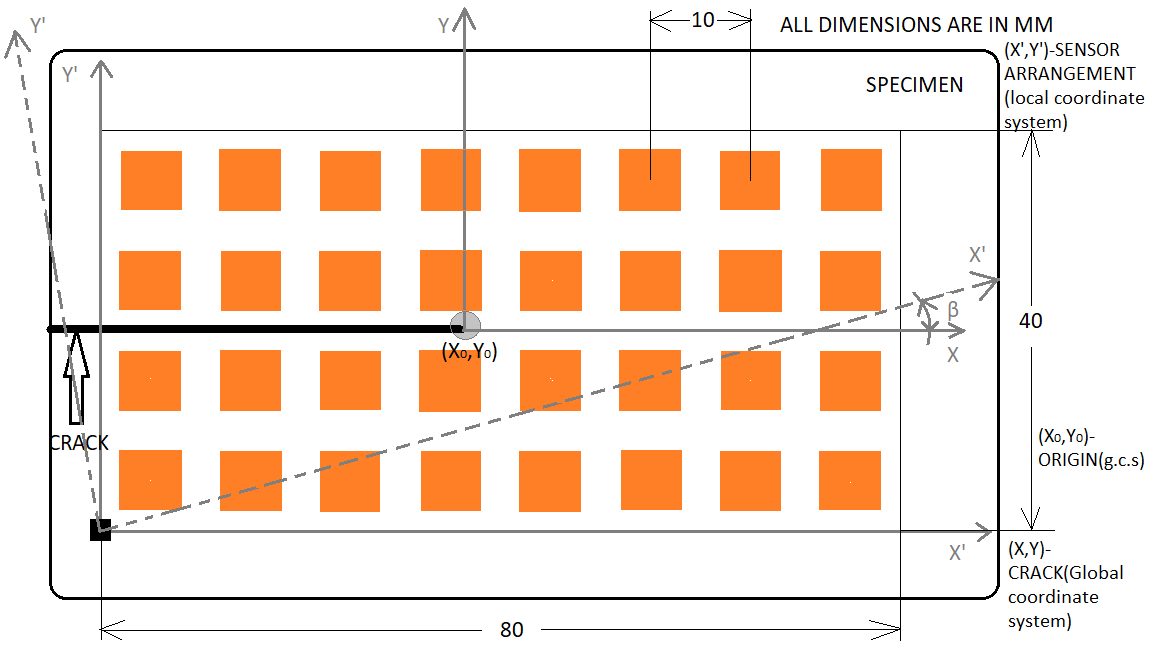 Y'
Y
10
ALL DIMENSIONS ARE IN MM
(X',Y')-SENSOR
ARRANGEMENT
(local coordinate
system)
Y'
SPECIMEN
X'
β
X
40
(X₀,Y₀)
CRACK
(X₀,Y₀)-
ORIGIN(g.c.s)
X'
(X,Y)-
CRACK(Global
coordinate
system)
80